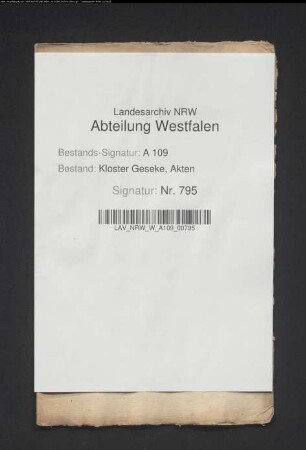 Landesarchiv NRW
Abteilung Westfalen
Bestands-Signatur: A 109
Bestand: Kloster Geseke, Akten
Signatur: Nr. 795
LAV_NRW_W_A109_00795